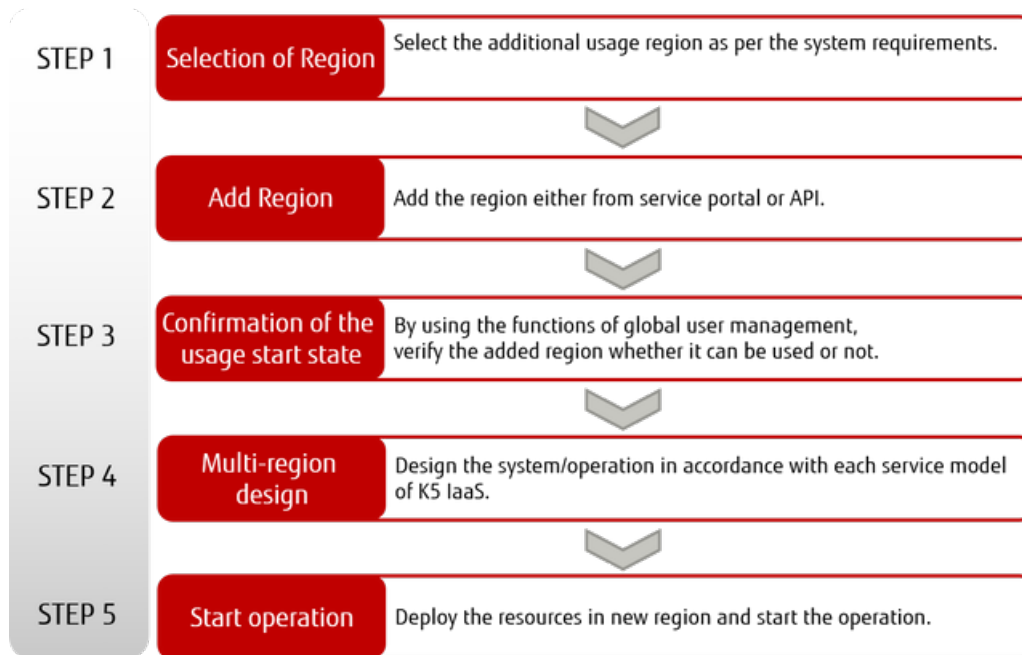 STEP 1
Selection of Region
Select the additional usage region as per the system requirements.
STEP 2
Add Region
Add the region either from service portal or API.
STEP 3
Confirmation of the
usage start state
By using the functions of global user management,
verify the added region whether it can be used or not.
STEP 4
Multi-region
design
Design the system/operation in accordance with each service model
of K5 IaaS.
STEP 5
Start operation
Deploy the resources in new region and start the operation.